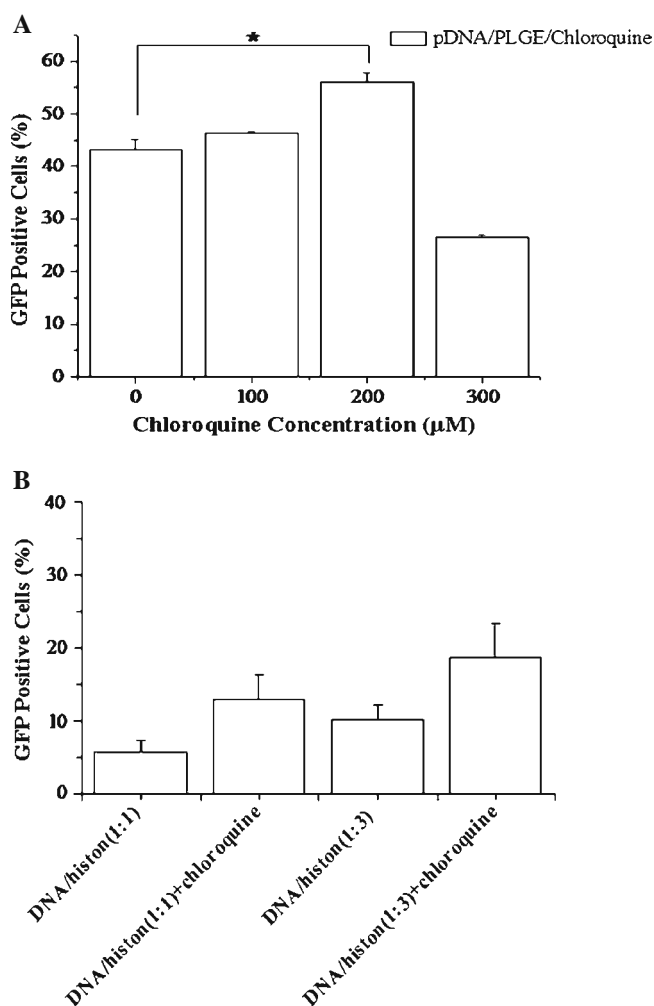 A
*
pDNA/PLGE/Chloroquine
60
50
40
30
20
10
0
GFP Positive Cells (%)
0 100 200 300
Chloroquine Concentration (µM)
B
40
30
20
10
0
GFP Positive Cells (%)
DNA/histon(1:1)
DNA/histon(1:1)+chloroquine
DNA/histon(1:3)
DNA/histon(1:3)+chloroquine